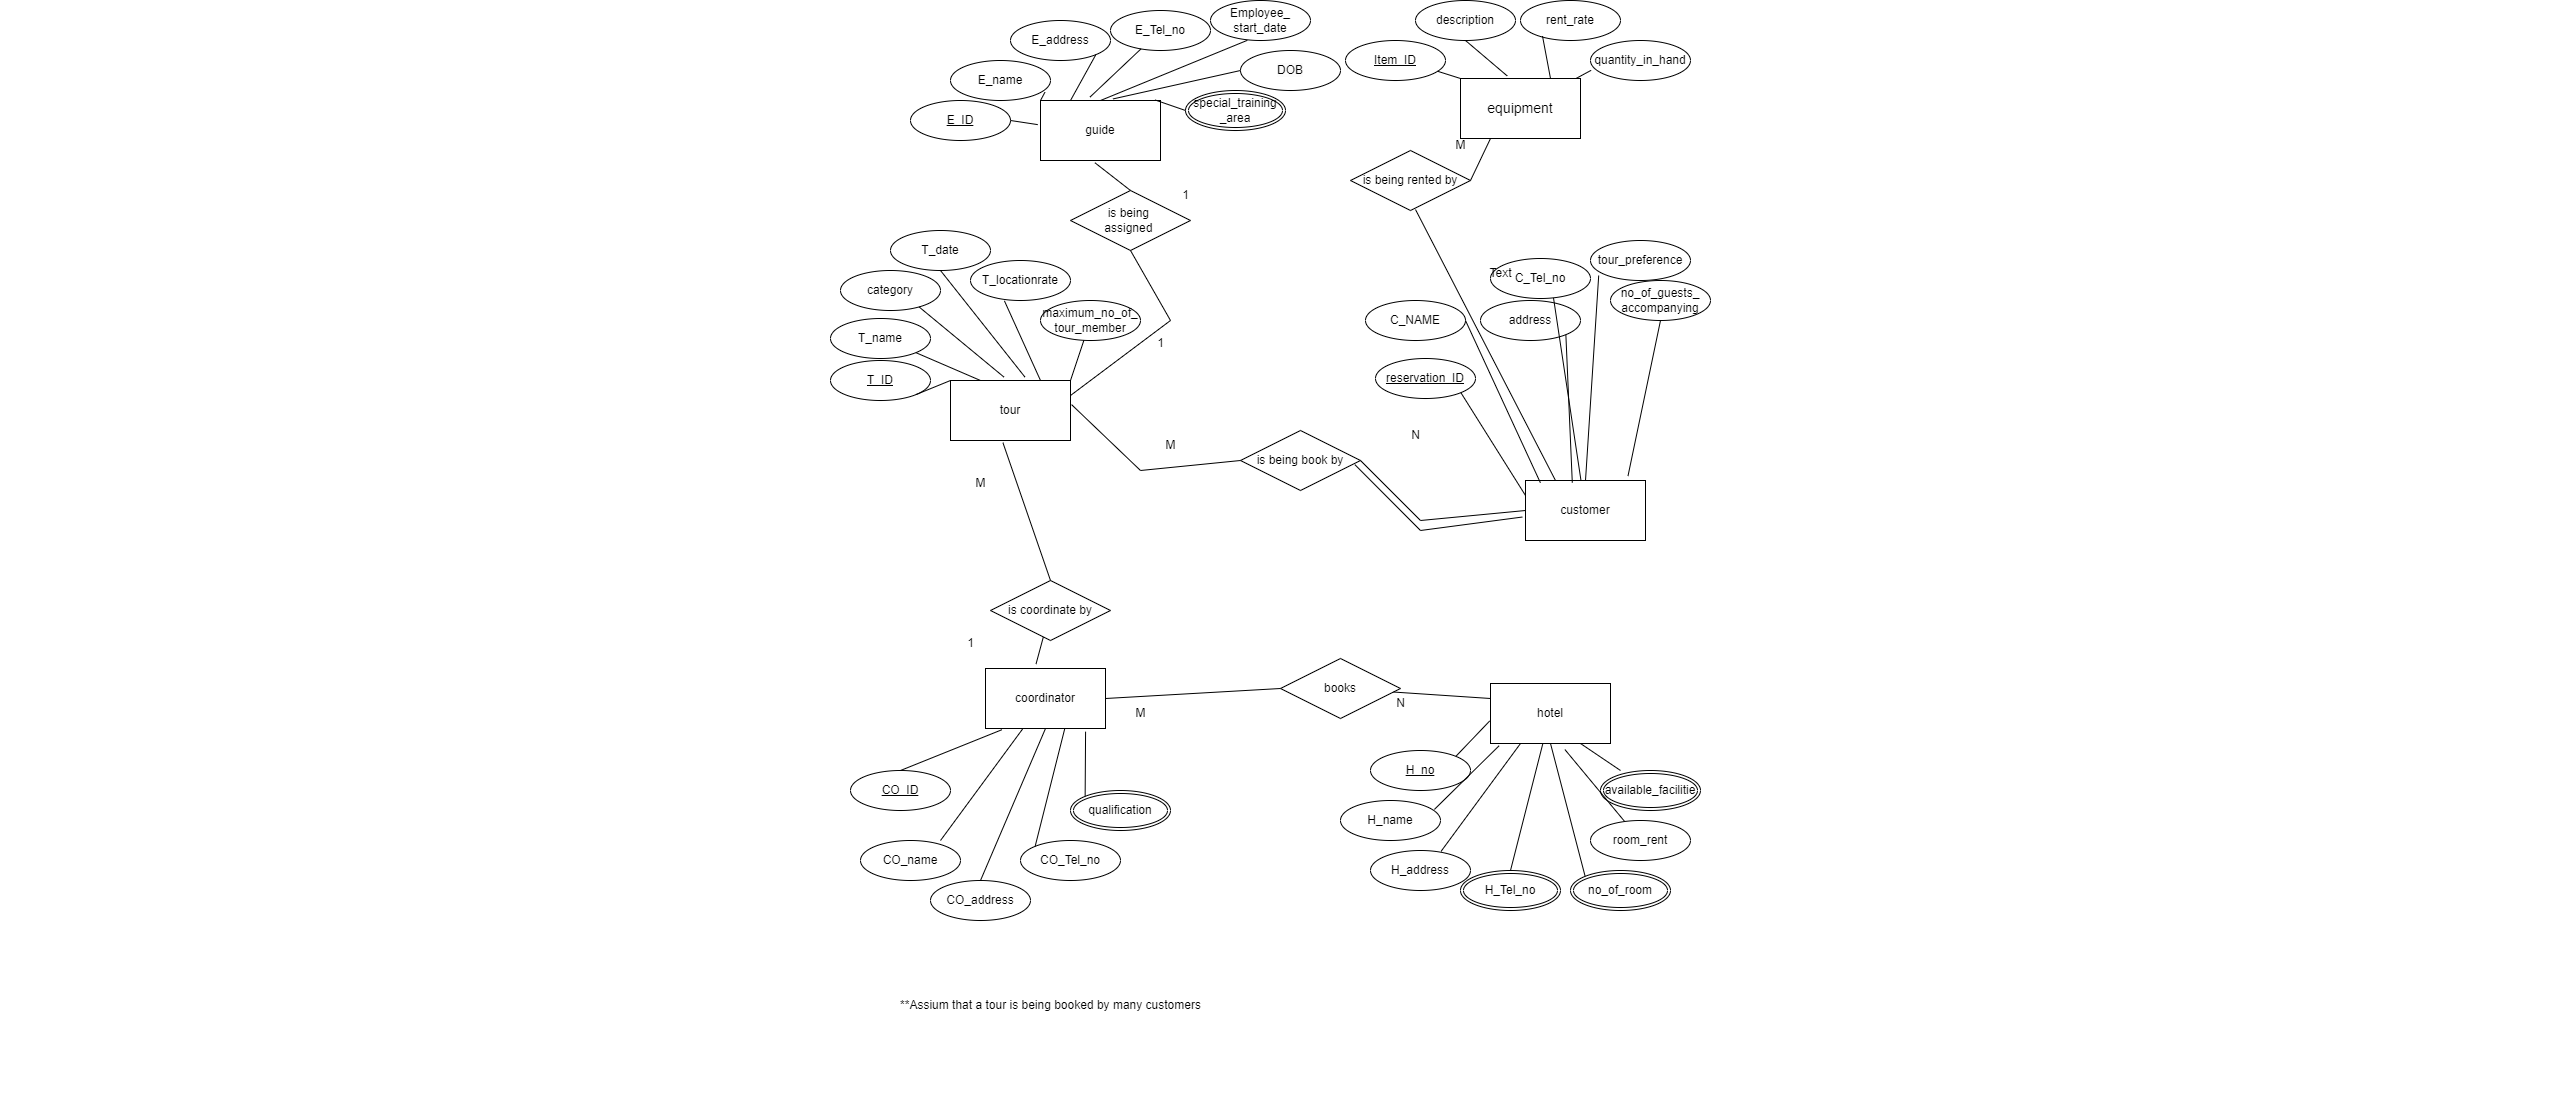 Employee_
start_date
description
rent_rate
E_Tel_no
E_address
DOB
Item_ID
quantity_in_hand
E_name
special_training
_area
equipment
E_ID
guide
M
is being rented by
1
is being
assigned
T_date
tour_preference
T_locationrate
Text
C_Tel_no
category
no_of_guests_
accompanying
maximum_no_of_
tour_member
C_NAME
address
T_name
1
T_ID
reservation_ID
tour
M
N
is being book by
M
customer
is coordinate by
1
coordinator
books
N
M
hotel
H_no
CO_ID
available_facilitie
qualification
H_name
room_rent
CO_name
CO_Tel_no
H_address
H_Tel_no
no_of_room
CO_address
**Assium that a tour is being booked by many customers